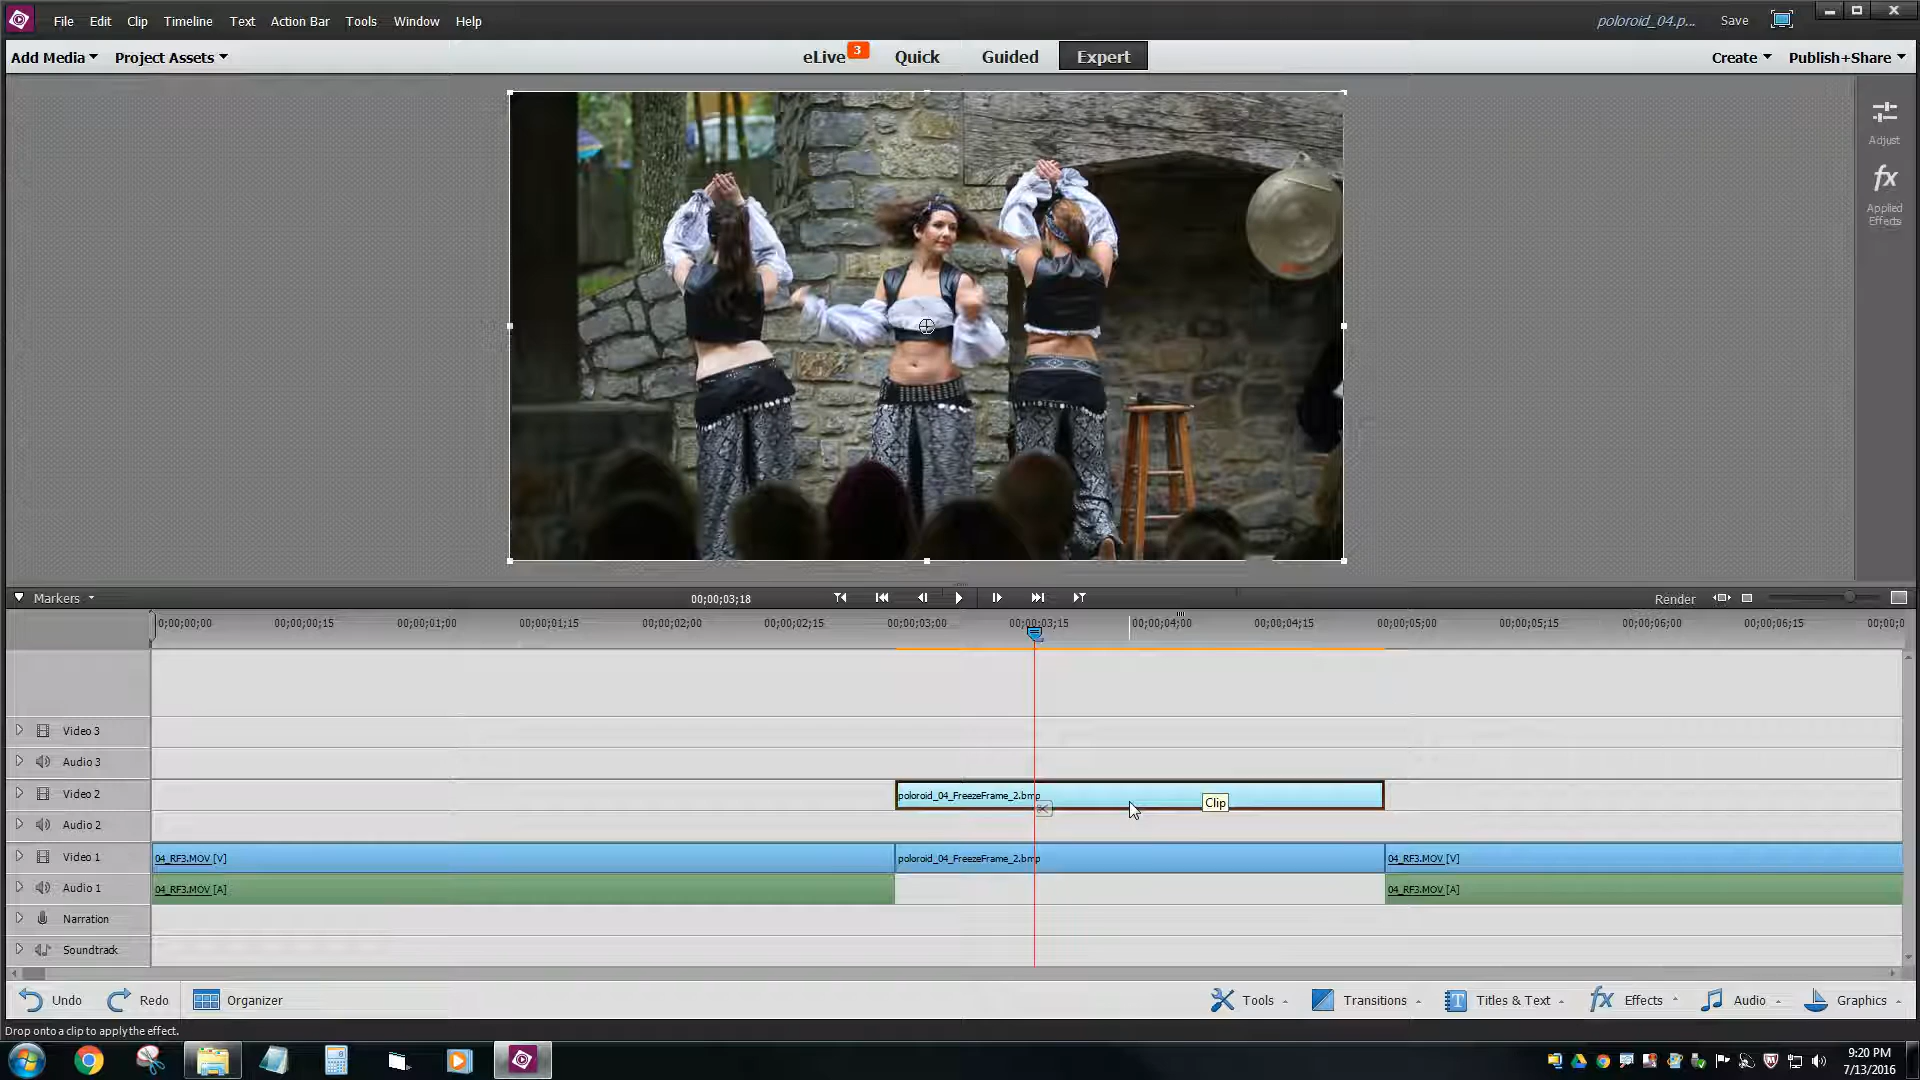 File Edit Clip Timeline Text Action Bar Tools Window Help poloroid_04.p... Save
Add Media Project Assets eLive 3 Quick Guided Expert Create Publish+Share
Adjust
fx
Applied
Effects
Markers 00;00;03;18 Render
0;00;00;00 00;00;00;15 00;00;01;00 00;00;01;15 00;00;02;00 00;00;02;15 00;00;03;00 00;00;03;15 00;00;04;00 00;00;04;15 00;00;05;00 00;00;05;15 00;00;06;00 00;00;06;15 00;00;0
Video 3
Audio 3
Video 2 poloroid_04_FreezeFrame_2.bmp Clip
Audio 2
Video 1 04_RF3.MOV [V] poloroid_04_FreezeFrame_2.bmp 04_RF3.MOV [V]
Audio 1 04_RF3.MOV [A] 04_RF3.MOV [A]
Narration
Soundtrack
Undo Redo Organizer Tools Transitions T Titles & Text fx Effects Audio Graphics
Drop onto a clip to apply the effect.
9:20 PM
7/13/2016